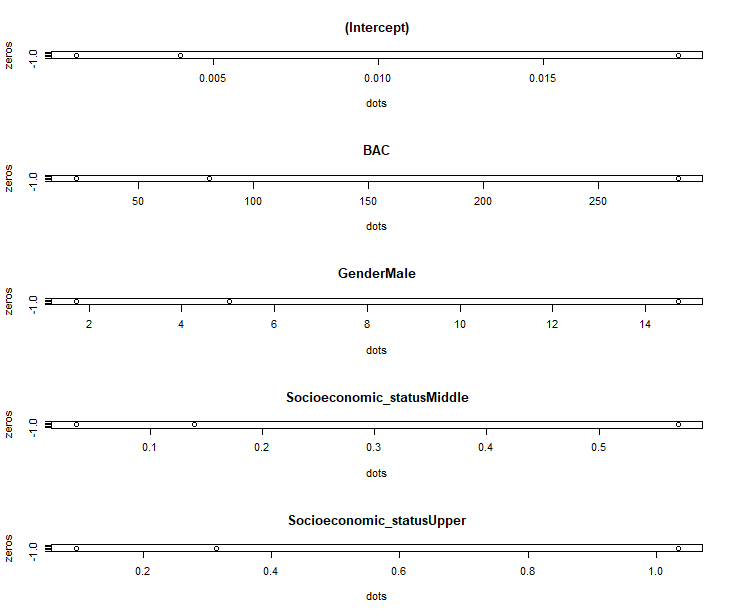 (Intercept)
zeros
-1.0
0.005 0.010 0.015
dots
BAC
zeros
-1.0
50 100 150 200 250
dots
GenderMale
zeros
-1.0
2 4 6 8 10 12 14
dots
Socioeconomic_statusMiddle
zeros
-1.0
0.1 0.2 0.3 0.4 0.5
dots
Socioeconomic_statusUpper
zeros
-1.0
0.2 0.4 0.6 0.8 1.0
dots